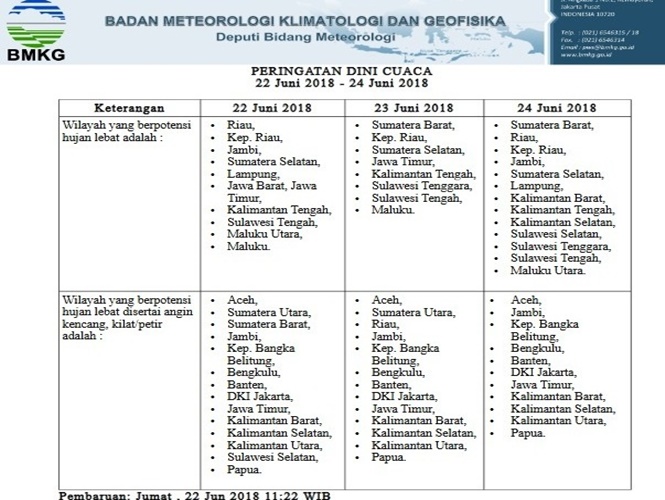 BMKG
BADAN METEOROLOGI KLIMATOLOGI DAN GEOFISIKA
Deputi Bidang Meteorologi
Jakarta Pusat
INDONESIA 10720
Telp. : (021) 6546315 / 18
Fax. : (021) 6546314
www.bmkg.go.id
PERINGATAN DINI CUACA
22 Juni 2018 - 24 Juni 2018
Keterangan
22 Juni 2018
23 Juni 2018
24 Juni 2018
Wilayah yang berpotensi
hujan lebat adalah :
• Riau,
• Kep. Riau,
• Jambi,
• Sumatera Selatan,
• Lampung,
• Jawa Barat, Jawa
Timur,
• Kalimantan Tengah,
• Sulawesi Tengah,
• Maluku Utara,
• Maluku.
• Sumatera Barat,
• Kep. Riau,
• Sumatera Selatan,
• Jawa Timur,
• Kalimantan Tengah,
• Sulawesi Tenggara,
• Sulawesi Tengah,
• Maluku.
• Sumatera Barat,
• Riau,
• Kep. Riau,
• Jambi,
• Sumatera Selatan,
• Lampung,
• Kalimantan Barat,
• Kalimantan Tengah,
• Kalimantan Selatan,
• Sulawesi Selatan,
• Sulawesi Tenggara,
• Sulawesi Tengah,
• Maluku Utara.
Wilayah yang berpotensi
hujan lebat disertai angin
kencang, kilat/petir
adalah :
• Aceh,
• Sumatera Utara,
• Sumatera Barat,
• Jambi,
• Kep. Bangka
Belitung,
• Bengkulu,
• Banten,
• DKI Jakarta,
• Jawa Timur,
• Kalimantan Barat,
• Kalimantan Selatan,
• Kalimantan Utara,
• Sulawesi Selatan,
• Papua.
• Aceh,
• Sumatera Utara,
• Riau,
• Jambi,
• Kep. Bangka
Belitung,
• Bengkulu,
• Banten,
• DKI Jakarta,
• Jawa Timur,
• Kalimantan Barat,
• Kalimantan Selatan,
• Kalimantan Utara,
• Papua.
• Aceh,
• Jambi,
• Kep. Bangka
Belitung,
• Bengkulu,
• Banten,
• DKI Jakarta,
• Jawa Timur,
• Kalimantan Barat,
• Kalimantan Selatan,
• Kalimantan Utara,
• Papua.
Pembaruan: Jumat , 22 Jun 2018 11:22 WIB